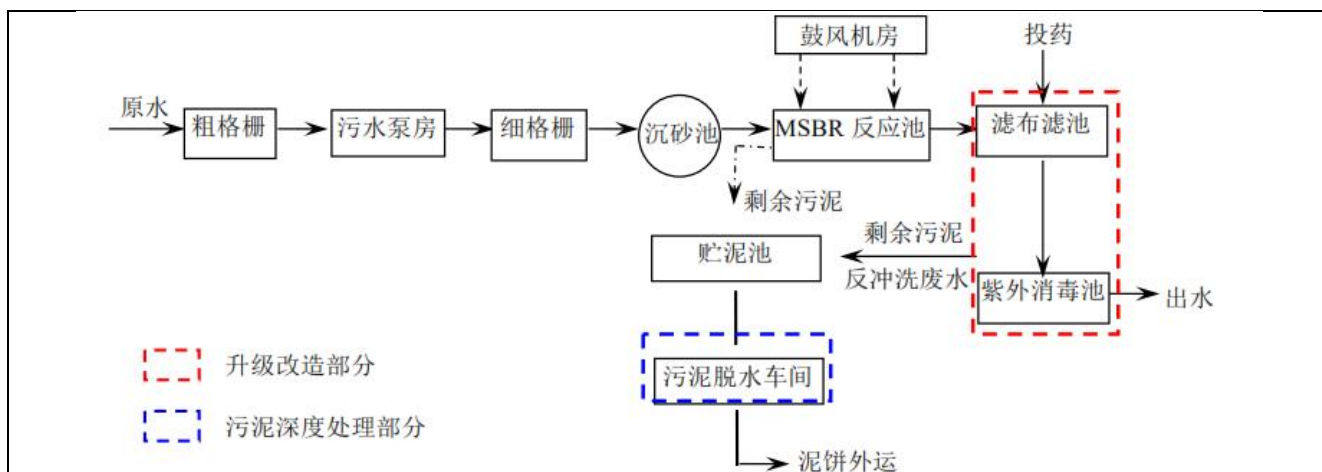 鼓风机房
投药
原水
粗格栅
污水泵房
细格栅
沉砂池
MSBR 反应池
滤布滤池
剩余污泥
贮泥池
剩余污泥
反冲洗废水
紫外消毒池
出水
升级改造部分
污泥脱水车间
污泥深度处理部分
泥饼外运